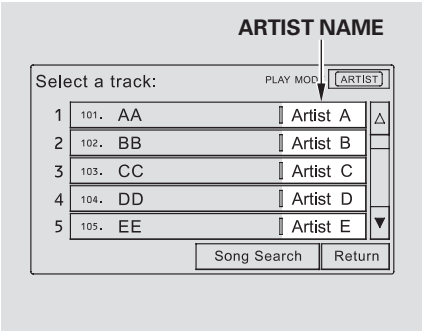 ARTIST NAME
Select a track: PLAY MODE ARTIST
1 101. AA Artist A
2 102. BB Artist B
3 103. CC Artist C
4 104. DD Artist D
5 105. EE Artist E
Song Search Return